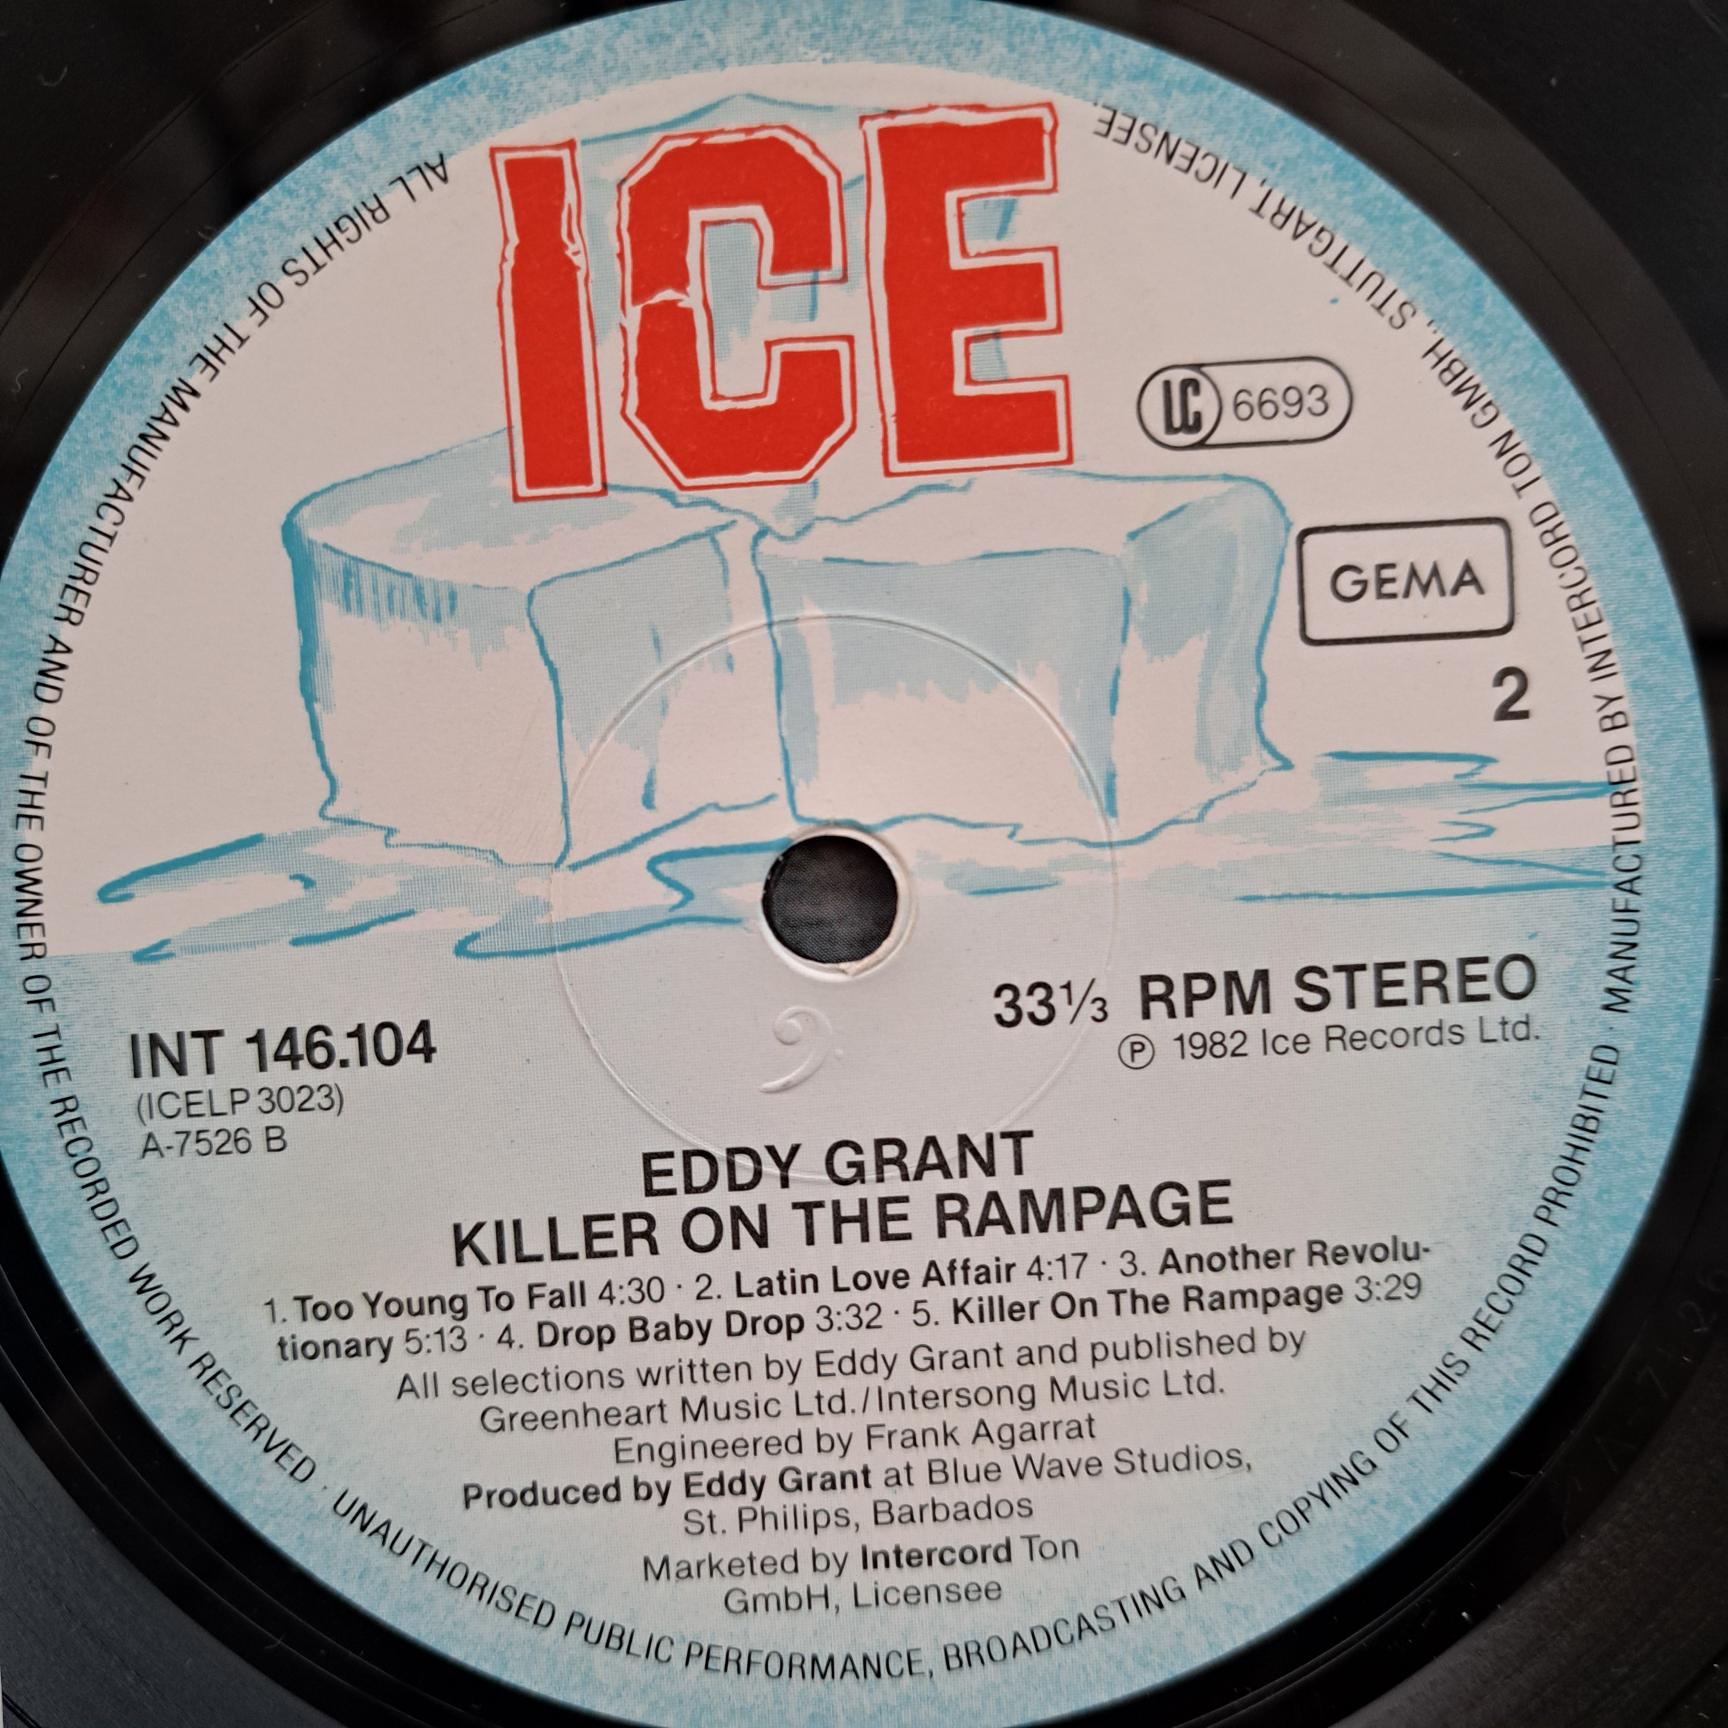 ICE
LC 6693
GEMA
2
INT 146.104
(ICELP 3023)
A-7526 B
33⅓ RPM STEREO
Ⓟ 1982 Ice Records Ltd.
EDDY GRANT
KILLER ON THE RAMPAGE
1. Too Young To Fall 4:30 · 2. Latin Love Affair 4:17 · 3. Another Revolu-
tionary 5:13 · 4. Drop Baby Drop 3:32 · 5. Killer On The Rampage 3:29
All selections written by Eddy Grant and published by
Greenheart Music Ltd./Intersong Music Ltd.
Engineered by Frank Agarrat
Produced by Eddy Grant at Blue Wave Studios,
St. Philips, Barbados
Marketed by Intercord Ton
GmbH, Licensee
ALL RIGHTS OF THE MANUFACTURER AND OF THE OWNER OF THE RECORDED WORK RESERVED · UNAUTHORISED PUBLIC PERFORMANCE, BROADCASTING AND COPYING OF THIS RECORD PROHIBITED · MANUFACTURED BY INTERCORD TON GMBH., STUTTGART, LICENSEE.